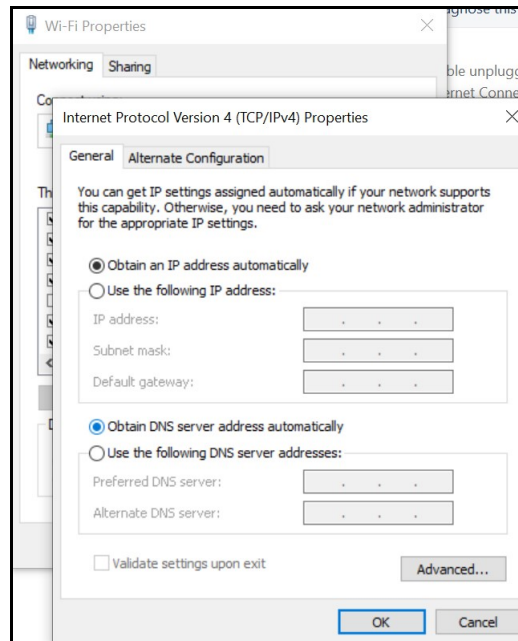 Wi-Fi Properties
Networking
Sharing
Internet Protocol Version 4 (TCP/IPv4) Properties
General
Alternate Configuration
You can get IP settings assigned automatically if your network supports
this capability. Otherwise, you need to ask your network administrator
for the appropriate IP settings.
Obtain an IP address automatically
Use the following IP address:
IP address:
Subnet mask:
Default gateway:
Obtain DNS server address automatically
Use the following DNS server addresses:
Preferred DNS server:
Alternate DNS server:
Validate settings upon exit
Advanced...
OK
Cancel